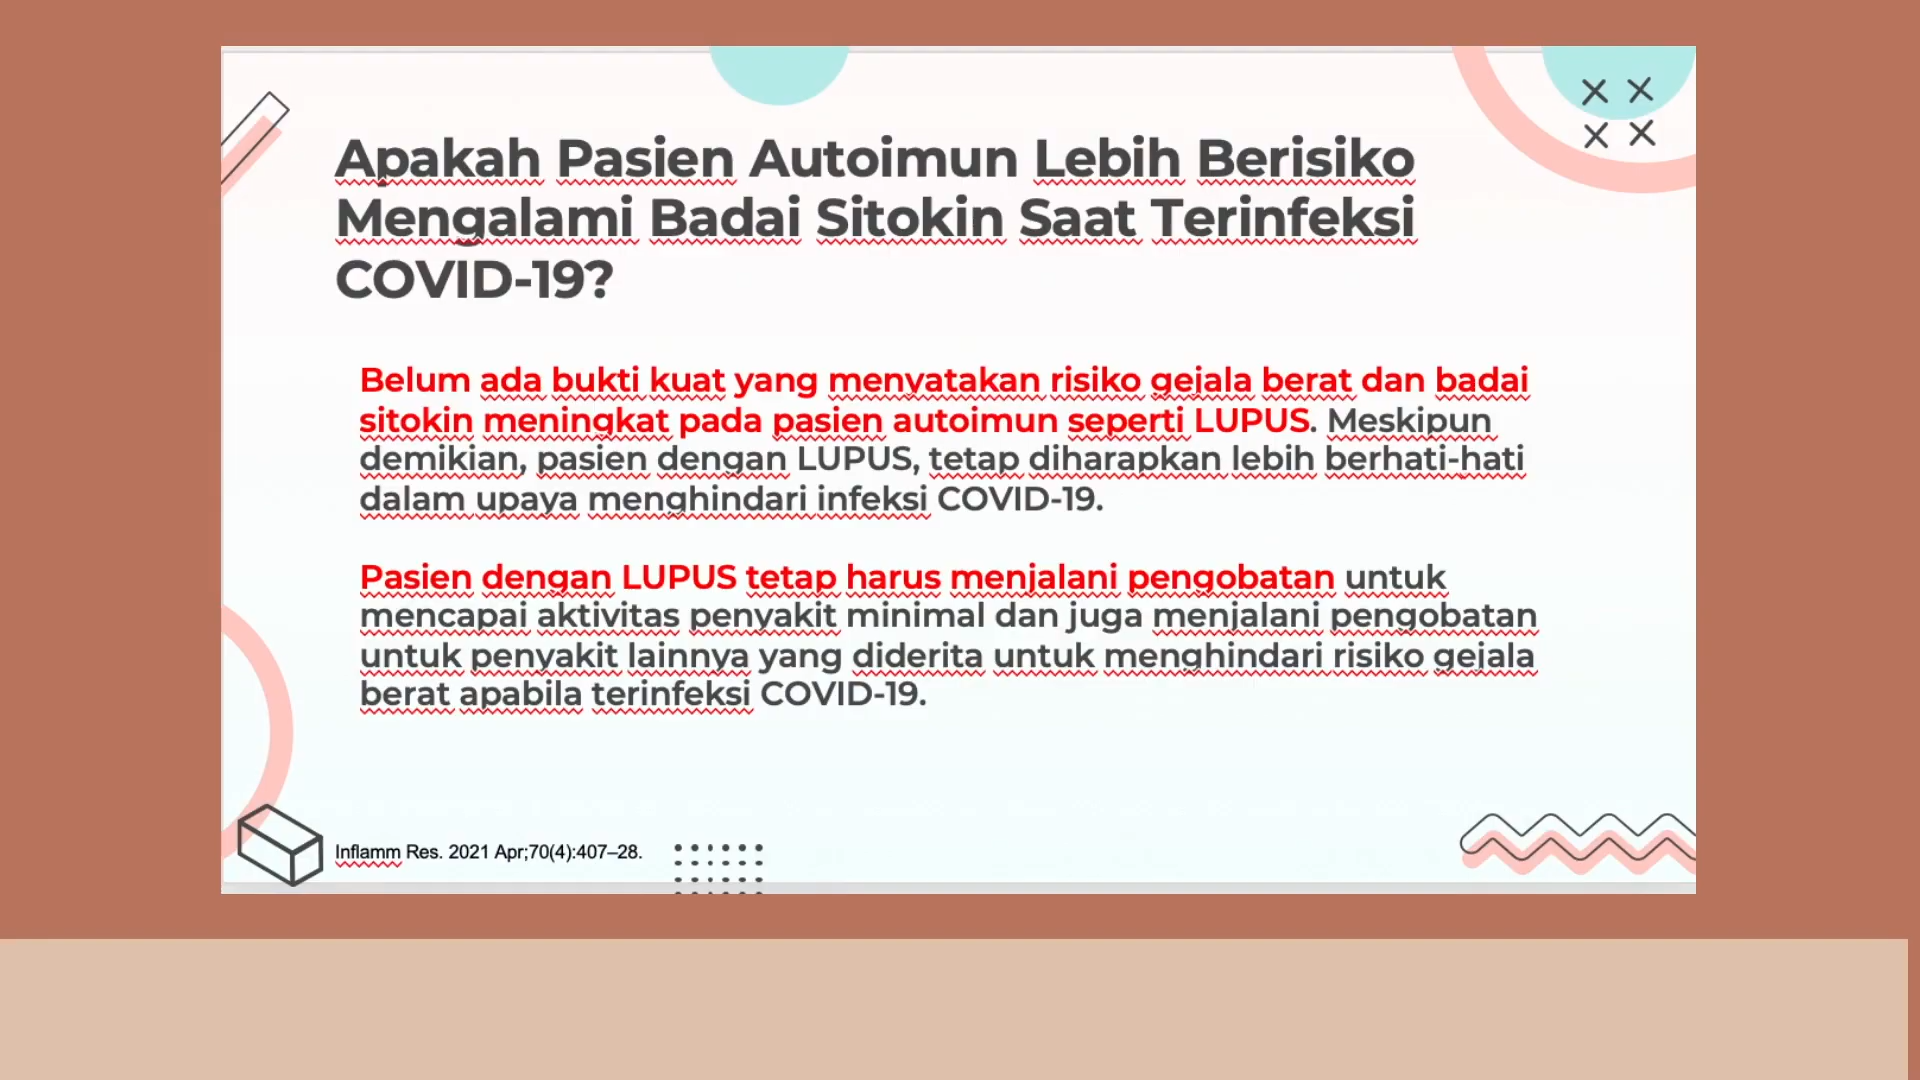 Apakah Pasien Autoimun Lebih Berisiko
Mengalami Badai Sitokin Saat Terinfeksi
COVID-19?
Belum ada bukti kuat yang menyatakan risiko gejala berat dan badai
sitokin meningkat pada pasien autoimun seperti LUPUS. Meskipun
demikian, pasien dengan LUPUS, tetap diharapkan lebih berhati-hati
dalam upaya menghindari infeksi COVID-19.
Pasien dengan LUPUS tetap harus menjalani pengobatan untuk
mencapai aktivitas penyakit minimal dan juga menjalani pengobatan
untuk penyakit lainnya yang diderita untuk menghindari risiko gejala
berat apabila terinfeksi COVID-19.
Inflamm Res. 2021 Apr;70(4):407–28.